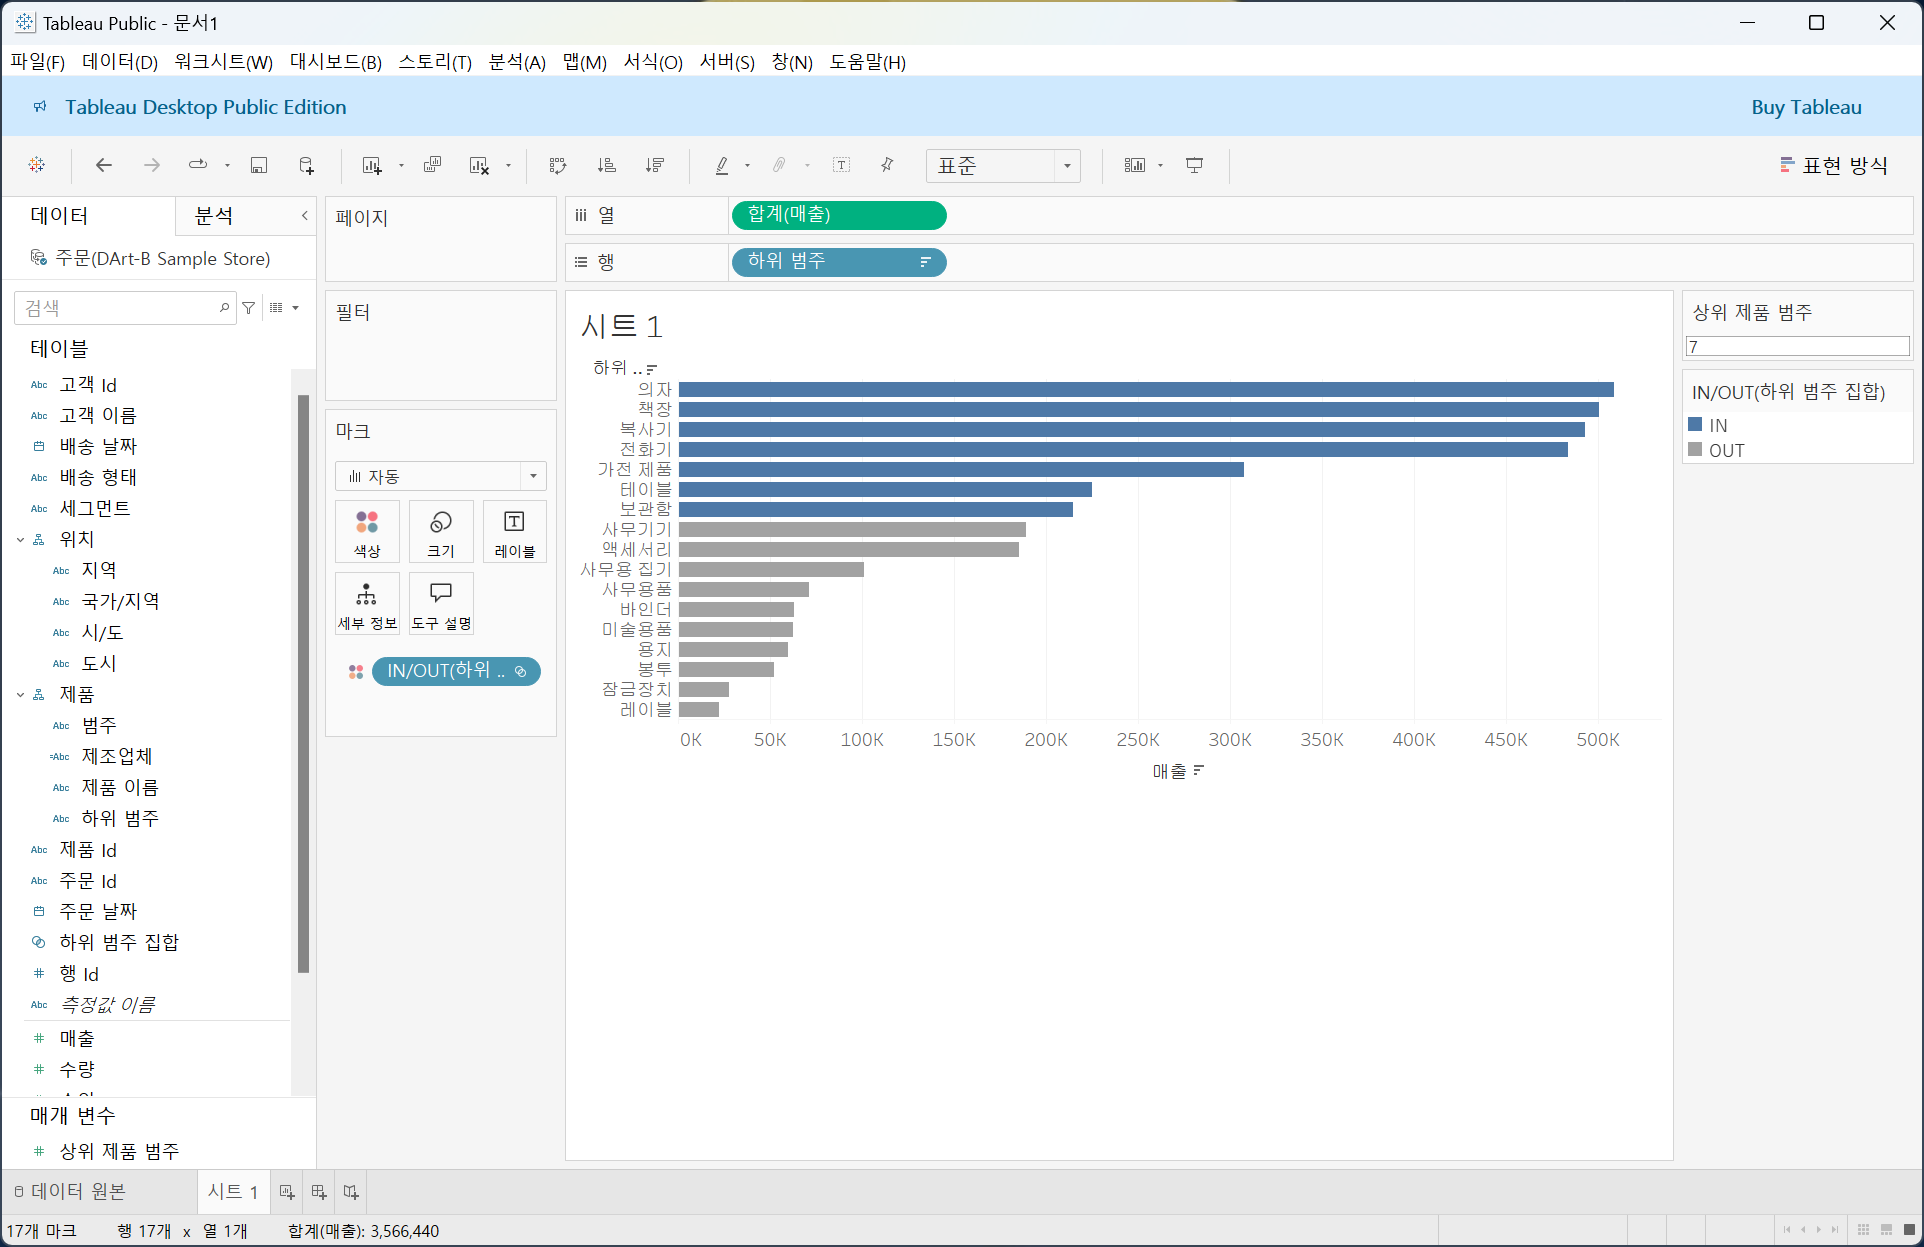 Tableau Public - 문서1
파일(F) 데이터(D) 워크시트(W) 대시보드(B) 스토리(T) 분석(A) 맵(M) 서식(O) 서버(S) 창(N) 도움말(H)
Tableau Desktop Public Edition
Buy Tableau
표준
표현 방식
데이터
분석
주문(DArt-B Sample Store)
검색
테이블
Abc 고객 Id
Abc 고객 이름
배송 날짜
Abc 배송 형태
Abc 세그먼트
위치
Abc 지역
Abc 국가/지역
Abc 시/도
Abc 도시
제품
Abc 범주
=Abc 제조업체
Abc 제품 이름
Abc 하위 범주
Abc 제품 Id
Abc 주문 Id
주문 날짜
하위 범주 집합
# 행 Id
Abc 측정값 이름
# 매출
# 수량
매개 변수
# 상위 제품 범주
페이지
필터
마크
자동
색상
크기
레이블
세부 정보
도구 설명
IN/OUT(하위 ..
열
합계(매출)
행
하위 범주
시트 1
하위 ..
의자
책장
복사기
전화기
가전 제품
테이블
보관함
사무기기
액세서리
사무용 집기
사무용품
바인더
미술용품
용지
봉투
잠금장치
레이블
0K 50K 100K 150K 200K 250K 300K 350K 400K 450K 500K
매출
상위 제품 범주
7
IN/OUT(하위 범주 집합)
IN
OUT
데이터 원본
시트 1
17개 마크 행 17개 x 열 1개 합계(매출): 3,566,440